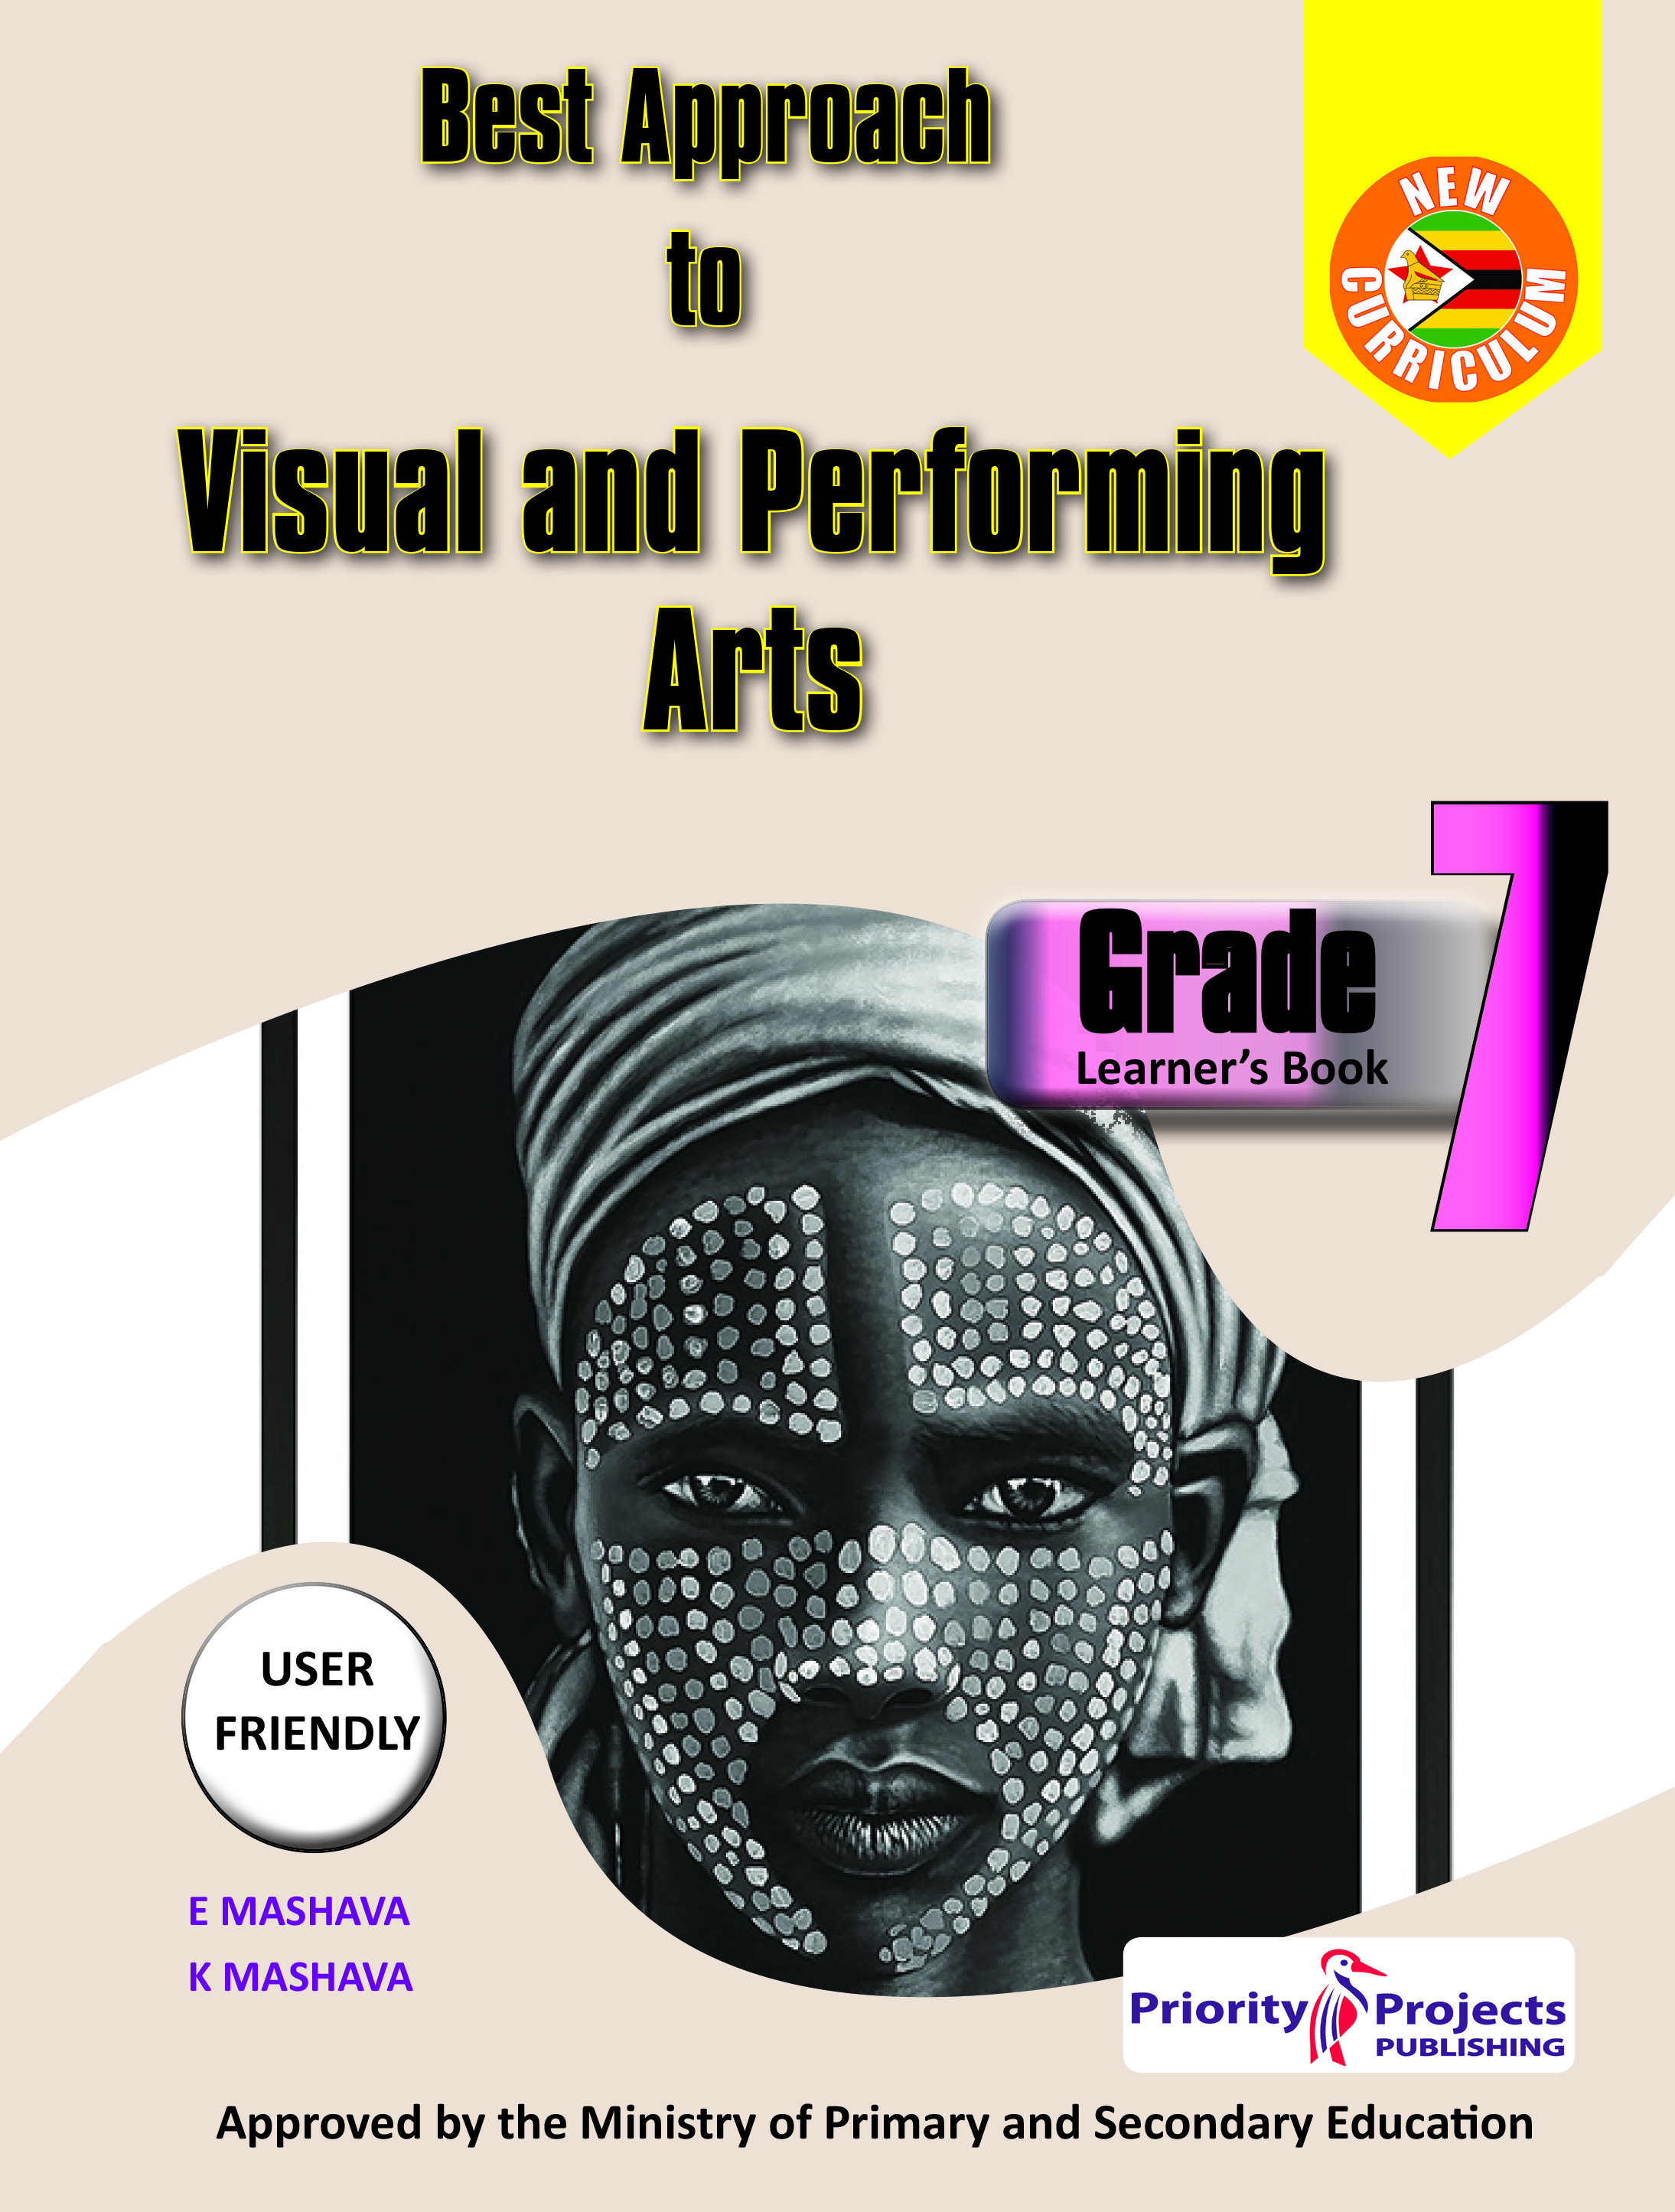 Best Approach
to
Visual and Performing
Arts
NEW
CURRICULUM
7
Grade
Learner’s Book
USER
FRIENDLY
E MASHAVA
K MASHAVA
Priority Projects
PUBLISHING
Approved by the Ministry of Primary and Secondary Education